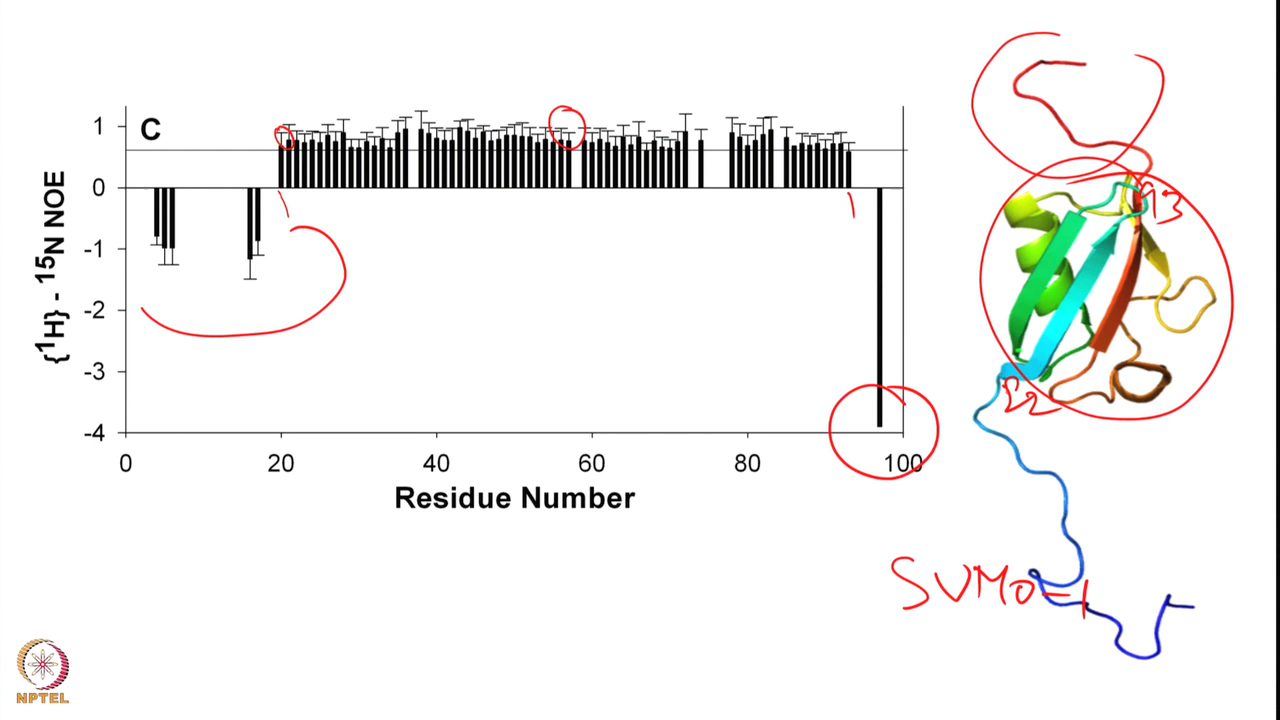 C
1
0
-1
-2
-3
-4
{¹H} - ¹⁵N NOE
0 20 40 60 80 100
Residue Number
93
22
SUMO-1
NPTEL